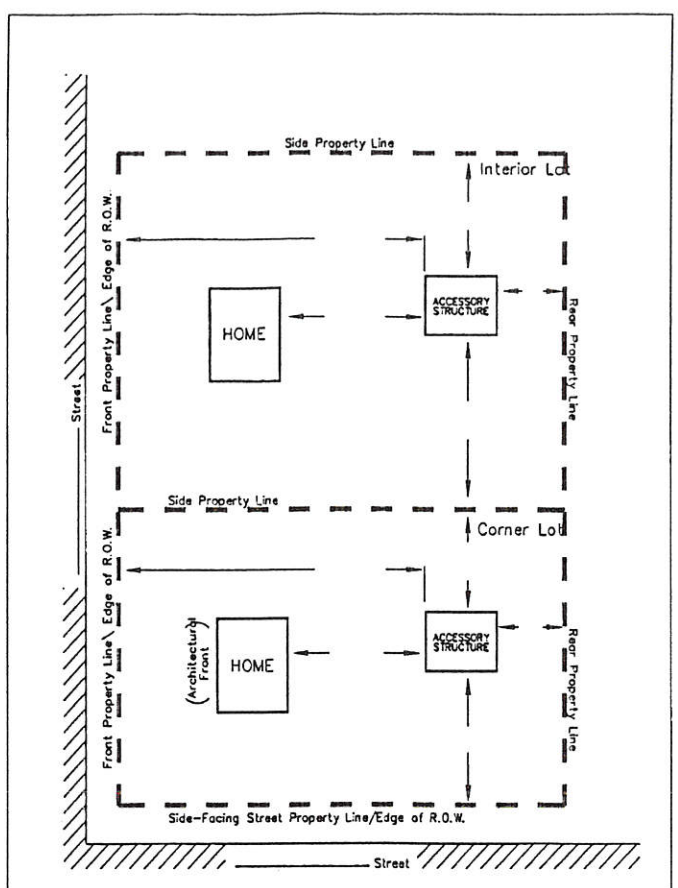 Side Property Line
Interior Lot
Front Property Line\ Edge of R.O.W.
ACCESSORY
STRUCTURE
HOME
Rear Property Line
Street
Side Property Line
Corner Lot
Front Property Line\ Edge of R.O.W.
(Architectural
Front)
HOME
ACCESSORY
STRUCTURE
Rear Property Line
Side-Facing Street Property Line/Edge of R.O.W.
Street